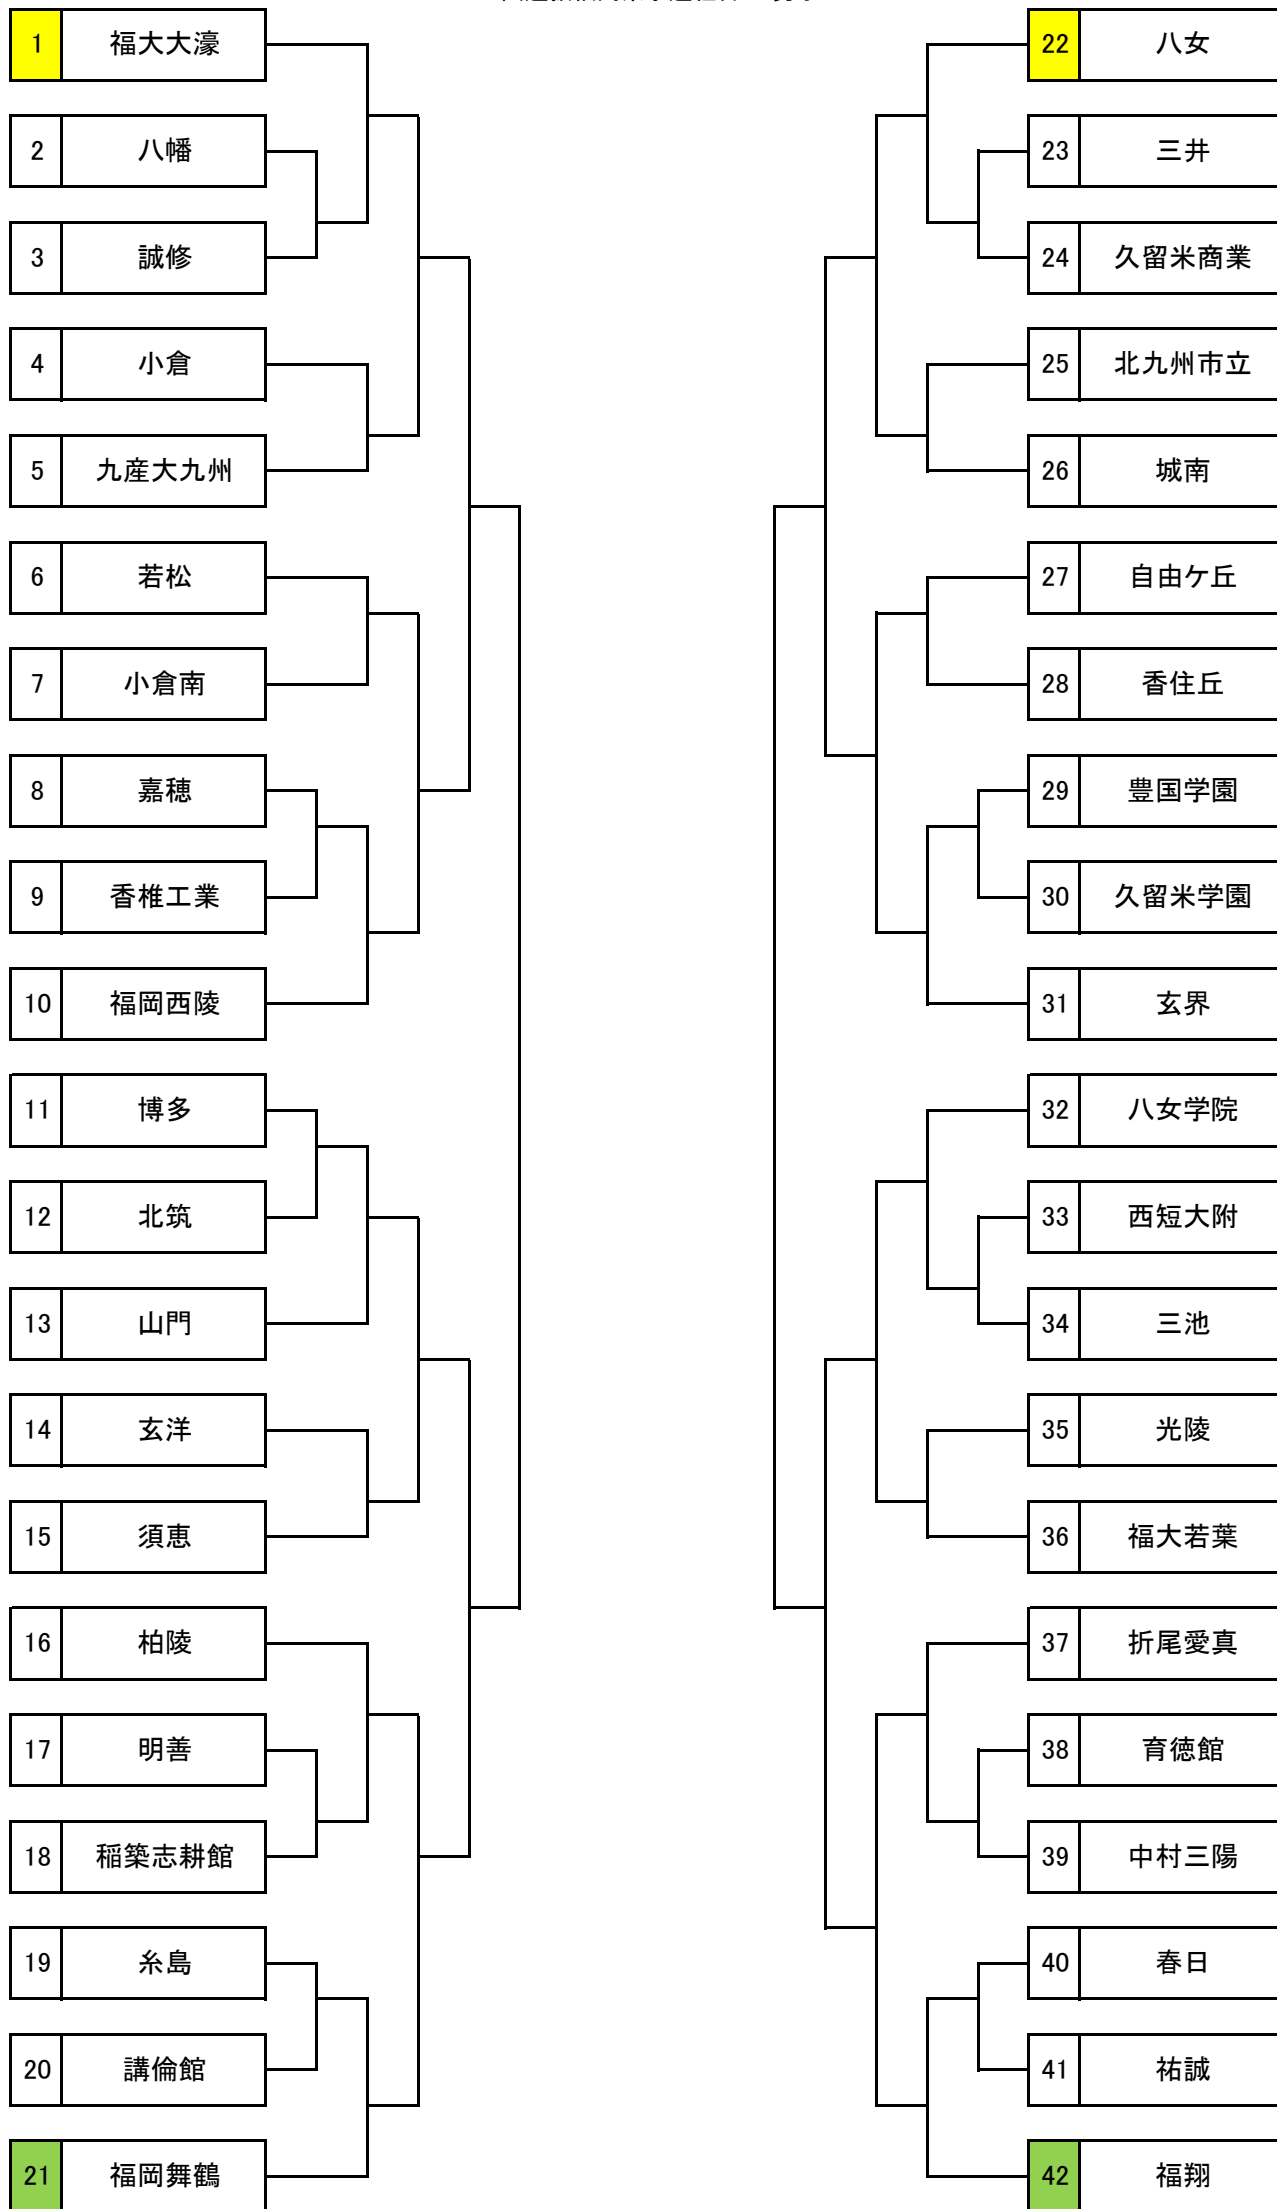 1 福大大濠
2 八幡
3 誠修
4 小倉
5 九産大九州
6 若松
7 小倉南
8 嘉穂
9 香椎工業
10 福岡西陵
11 博多
12 北筑
13 山門
14 玄洋
15 須恵
16 柏陵
17 明善
18 稲築志耕館
19 糸島
20 講倫館
21 福岡舞鶴
22 八女
23 三井
24 久留米商業
25 北九州市立
26 城南
27 自由ケ丘
28 香住丘
29 豊国学園
30 久留米学園
31 玄界
32 八女学院
33 西短大附
34 三池
35 光陵
36 福大若葉
37 折尾愛真
38 育徳館
39 中村三陽
40 春日
41 祐誠
42 福翔